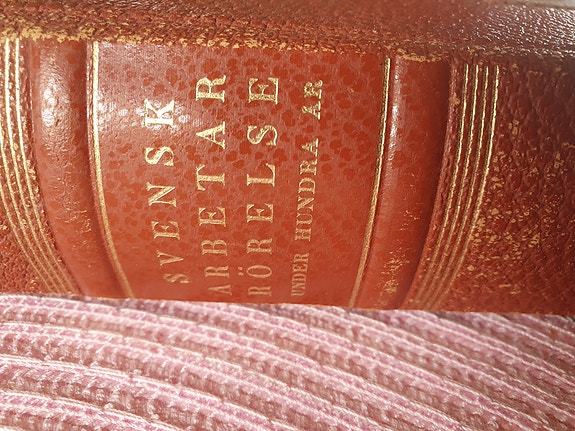 SVENSK
ARBETAR
RÖRELSE
UNDER HUNDRA ÅR